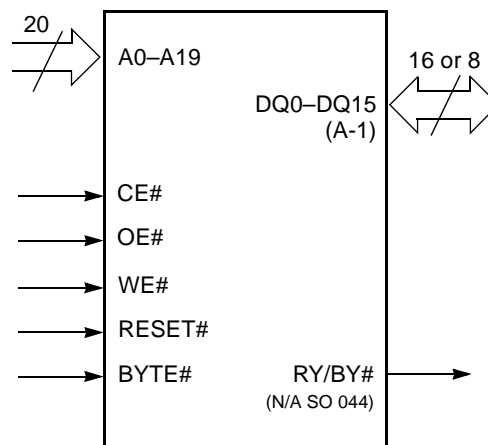 20
A0–A19
16 or 8
DQ0–DQ15
(A-1)
CE#
OE#
WE#
RESET#
BYTE#
RY/BY#
(N/A SO 044)